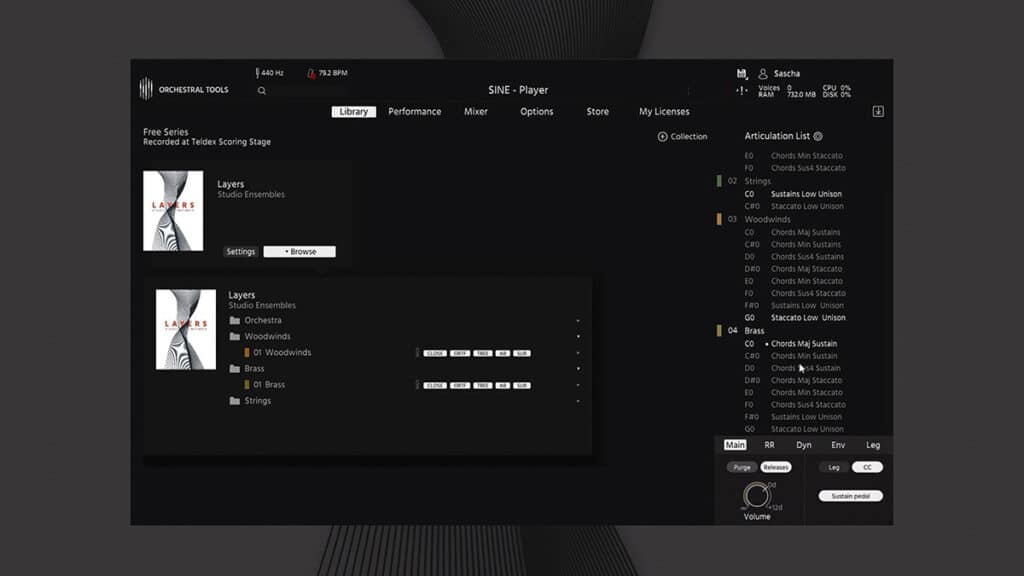 440 Hz
79.2 BPM
Sascha
ORCHESTRAL TOOLS
SINE - Player
Voices 0 CPU 0%
RAM 732.0 MB DISK 0%
Library Performance Mixer Options Store My Licenses
Free Series
Recorded at Teldex Scoring Stage
Collection
Articulation List
Layers
Studio Ensembles
LAYERS
Settings
Browse
Layers
Studio Ensembles
LAYERS
Orchestra
Woodwinds
01 Woodwinds
CLOSE TREE AB SUR
Brass
01 Brass
CLOSE TREE AB SUR
Strings
E0 Chords Min Staccato
F0 Chords Sus4 Staccato
02 Strings
C0 Sustains Low Unison
C#0 Staccato Low Unison
03 Woodwinds
C0 Chords Maj Sustains
C#0 Chords Min Sustains
D0 Chords Sus4 Sustains
D#0 Chords Maj Staccato
E0 Chords Min Staccato
F0 Chords Sus4 Staccato
F#0 Sustains Low Unison
G0 Staccato Low Unison
04 Brass
C0 • Chords Maj Sustain
C#0 Chords Min Sustain
D0 Chords Sus4 Sustain
D#0 Chords Maj Staccato
E0 Chords Min Staccato
F0 Chords Sus4 Staccato
F#0 Sustains Low Unison
G0 Staccato Low Unison
Main RR Dyn Env Leg
Purge Releases Leg CC
0d
+12d
Sustain pedal
Volume